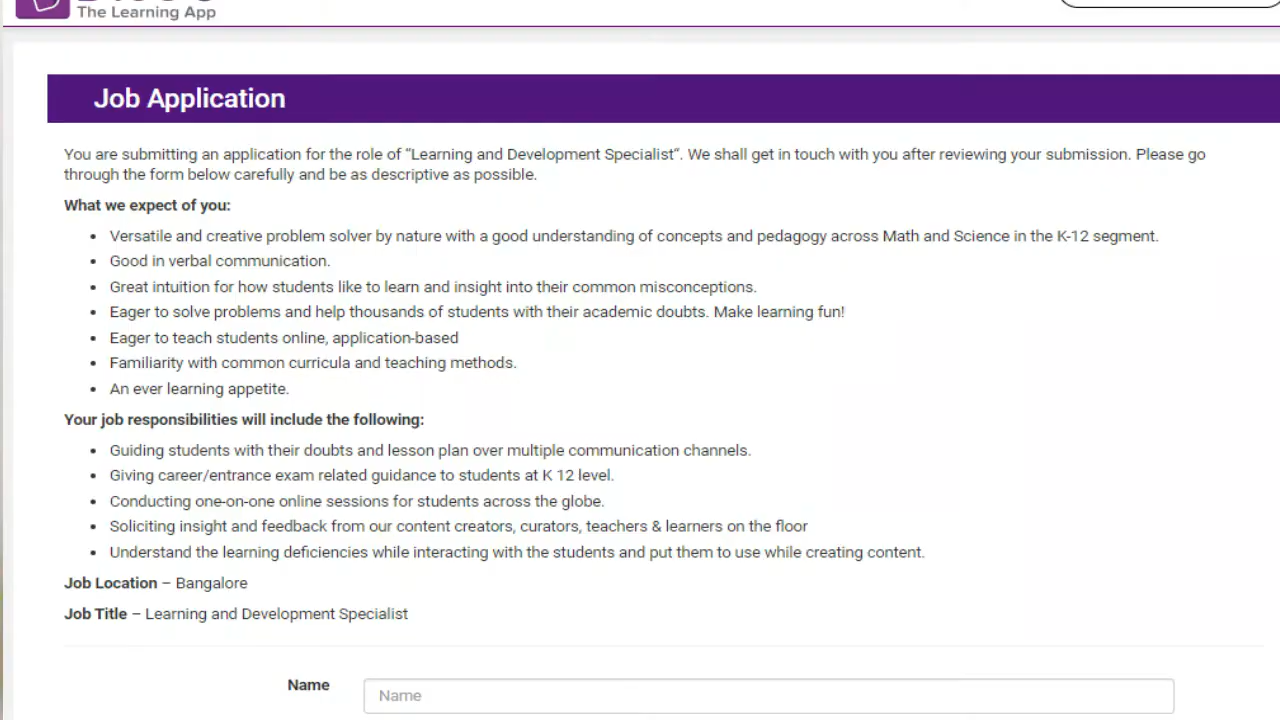 The Learning App
Job Application
You are submitting an application for the role of "Learning and Development Specialist“. We shall get in touch with you after reviewing your submission. Please go
through the form below carefully and be as descriptive as possible.
What we expect of you:
• Versatile and creative problem solver by nature with a good understanding of concepts and pedagogy across Math and Science in the K-12 segment.
• Good in verbal communication.
• Great intuition for how students like to learn and insight into their common misconceptions.
• Eager to solve problems and help thousands of students with their academic doubts. Make learning fun!
• Eager to teach students online, application-based
• Familiarity with common curricula and teaching methods.
• An ever learning appetite.
Your job responsibilities will include the following:
• Guiding students with their doubts and lesson plan over multiple communication channels.
• Giving career/entrance exam related guidance to students at K 12 level.
• Conducting one-on-one online sessions for students across the globe.
• Soliciting insight and feedback from our content creators, curators, teachers & learners on the floor
• Understand the learning deficiencies while interacting with the students and put them to use while creating content.
Job Location – Bangalore
Job Title – Learning and Development Specialist
Name
Name